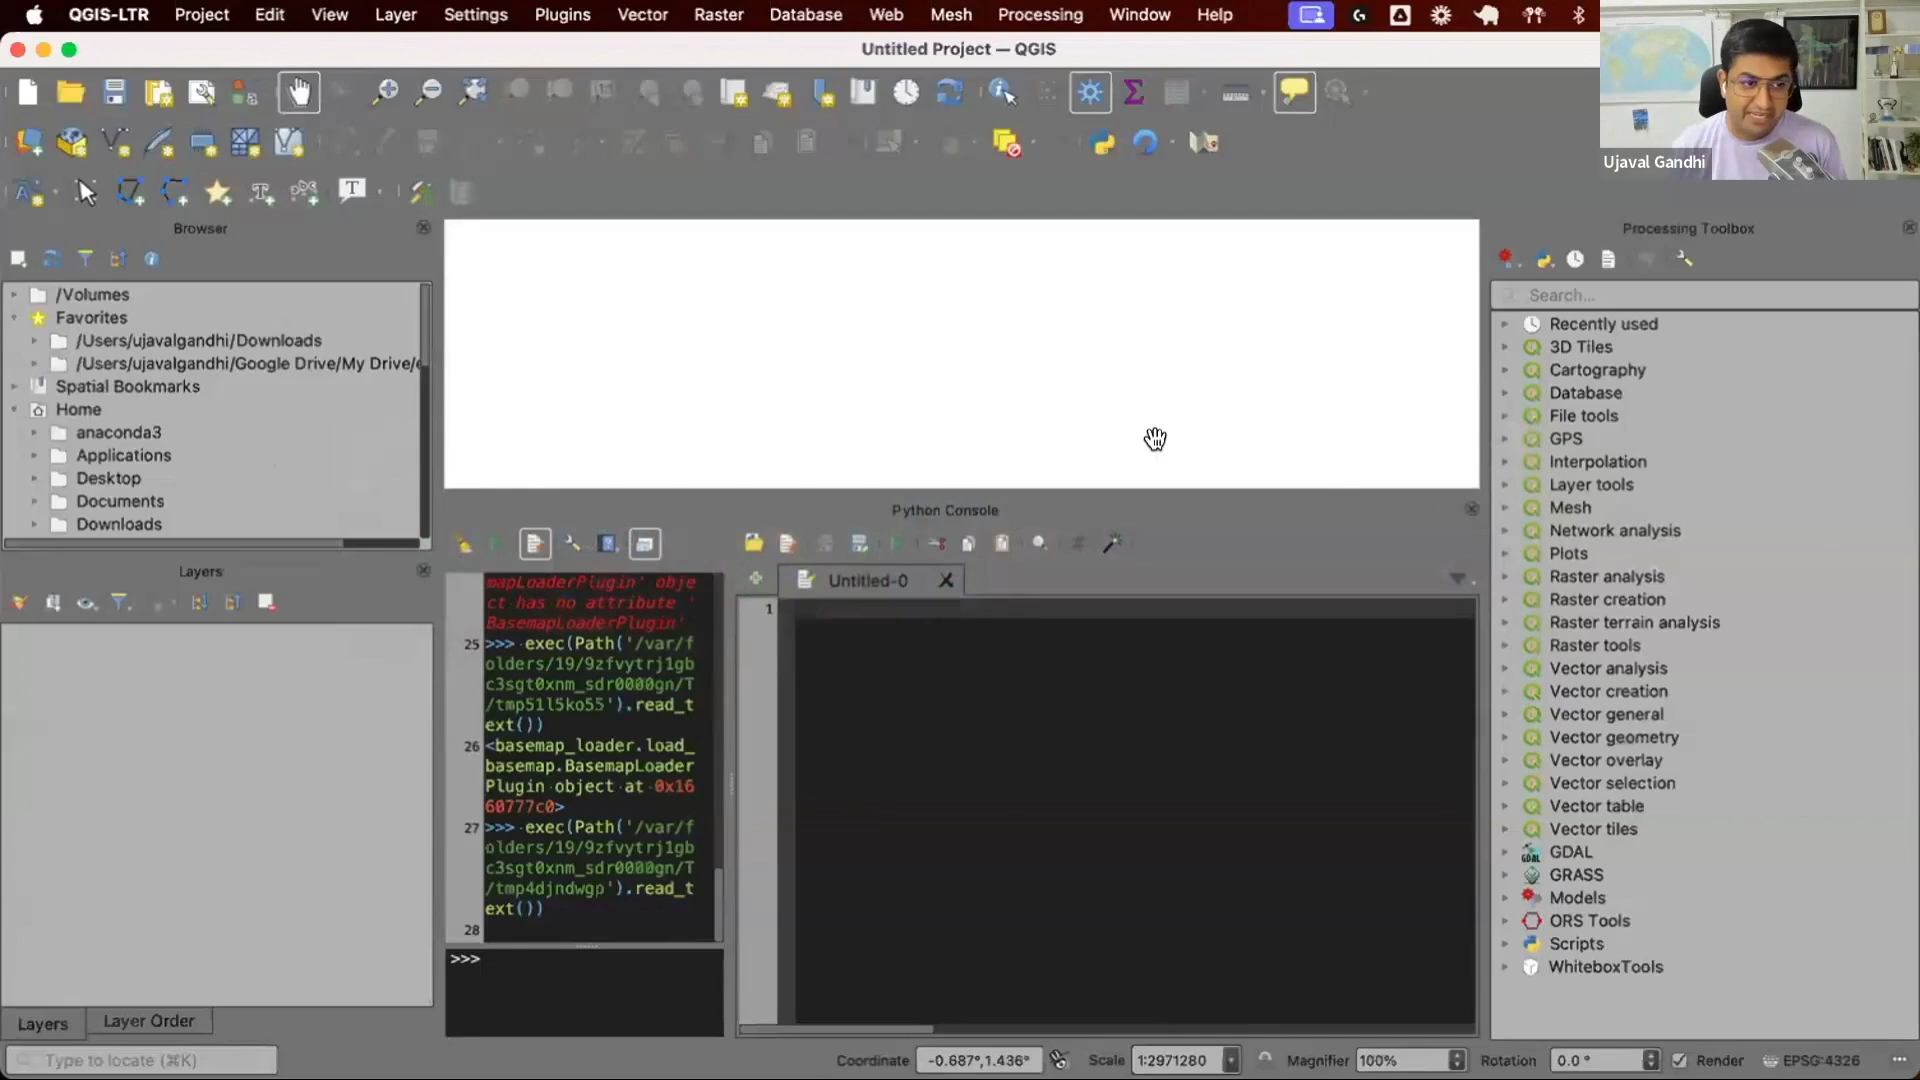 QGIS-LTR Project Edit View Layer Settings Plugins Vector Raster Database Web Mesh Processing Window Help
Untitled Project — QGIS
Ujaval Gandhi
Browser
/Volumes
Favorites
/Users/ujavalgandhi/Downloads
/Users/ujavalgandhi/Google Drive/My Drive/
Spatial Bookmarks
Home
anaconda3
Applications
Desktop
Documents
Downloads
Layers
Layers Layer Order
Type to locate (⌘K)
Python Console
mapLoaderPlugin' obje
ct has no attribute '
BasemapLoaderPlugin'
25 >>> exec(Path('/var/f
olders/19/9zfvytrj1gb
c3sgt0xnm_sdr0000gn/T
/tmp51l5ko55').read_t
ext())
26 <basemap_loader.load_
basemap.BasemapLoader
Plugin object at 0x16
60777c0>
27 >>> exec(Path('/var/f
olders/19/9zfvytrj1gb
c3sgt0xnm_sdr0000gn/T
/tmp4djndwgp').read_t
ext())
28
>>>
Untitled-0
1
Processing Toolbox
Search...
Recently used
3D Tiles
Cartography
Database
File tools
GPS
Interpolation
Layer tools
Mesh
Network analysis
Plots
Raster analysis
Raster creation
Raster terrain analysis
Raster tools
Vector analysis
Vector creation
Vector general
Vector geometry
Vector overlay
Vector selection
Vector table
Vector tiles
GDAL
GRASS
Models
ORS Tools
Scripts
WhiteboxTools
Coordinate -0.687°,1.436° Scale 1:2971280 Magnifier 100% Rotation 0.0 ° Render EPSG:4326